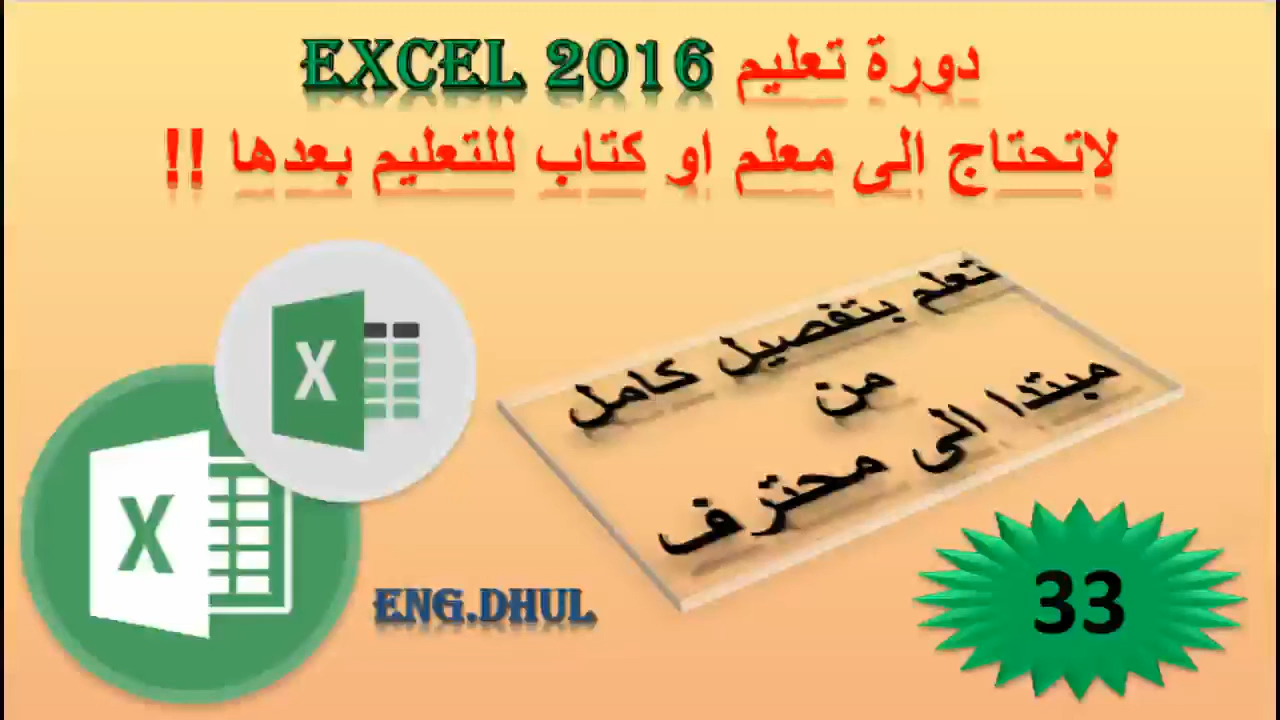 دورة تعليم EXCEL 2016
لاتحتاج الى معلم او كتاب للتعليم بعدها !!
تعلم بتفصيل كامل
من
مبتدا الى محترف
X
X
ENG.DHUL
33